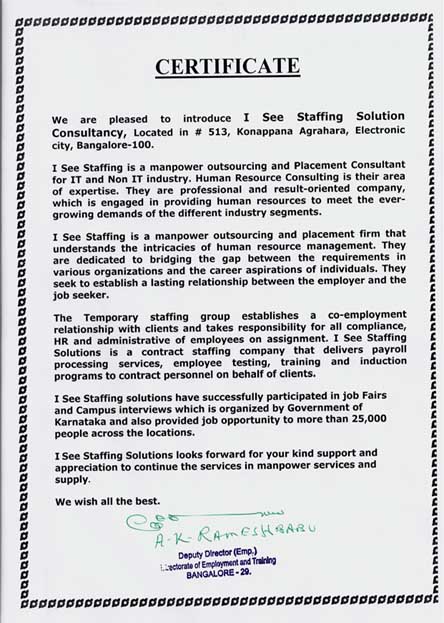 CERTIFICATE
We are pleased to introduce I See Staffing Solution
Consultancy, Located in # 513, Konappana Agrahara, Electronic
city, Bangalore-100.
I See Staffing is a manpower outsourcing and Placement Consultant
for IT and Non IT industry. Human Resource Consulting is their area
of expertise. They are professional and result-oriented company,
which is engaged in providing human resources to meet the ever-
growing demands of the different industry segments.
I See Staffing is a manpower outsourcing and placement firm that
understands the intricacies of human resource management. They
are dedicated to bridging the gap between the requirements in
various organizations and the career aspirations of individuals. They
seek to establish a lasting relationship between the employer and the
job seeker.
The Temporary staffing group establishes a co-employment
relationship with clients and takes responsibility for all compliance,
HR and administrative of employees on assignment. I See Staffing
Solutions is a contract staffing company that delivers payroll
processing services, employee testing, training and induction
programs to contract personnel on behalf of clients.
I See Staffing solutions have successfully participated in job Fairs
and Campus interviews which is organized by Government of
Karnataka and also provided job opportunity to more than 25,000
people across the locations.
I See Staffing Solutions looks forward for your kind support and
appreciation to continue the services in manpower services and
supply.
We wish all the best.
A-K-RAMESHBABU
Deputy Director (Emp.)
Directorate of Employment and Training
BANGALORE - 29.